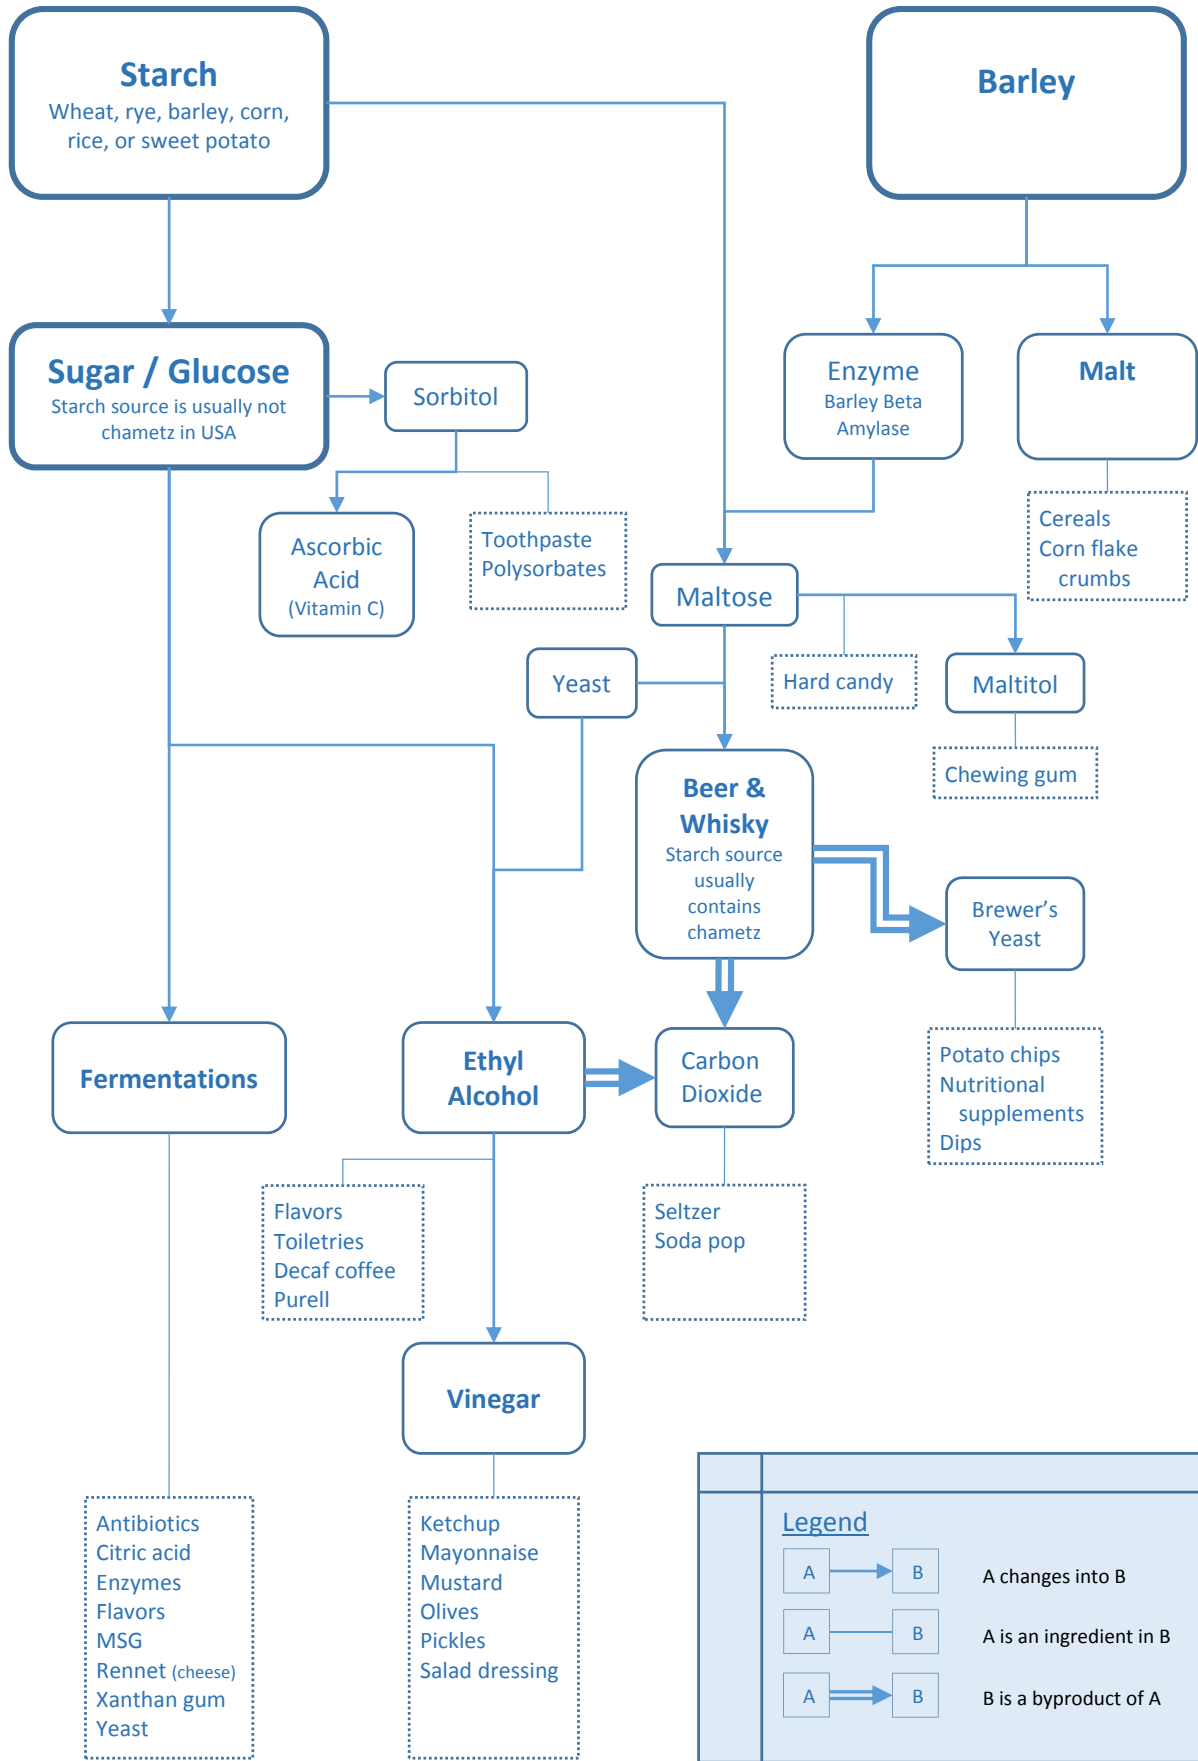 Starch
Wheat, rye, barley, corn,
rice, or sweet potato
Barley
Sugar / Glucose
Starch source is usually not
chametz in USA
Sorbitol
Enzyme
Barley Beta
Amylase
Malt
Ascorbic
Acid
(Vitamin C)
Toothpaste
Polysorbates
Cereals
Corn flake
crumbs
Maltose
Yeast
Hard candy
Maltitol
Chewing gum
Beer &
Whisky
Starch source
usually
contains
chametz
Brewer’s
Yeast
Fermentations
Ethyl
Alcohol
Carbon
Dioxide
Potato chips
Nutritional
supplements
Dips
Flavors
Toiletries
Decaf coffee
Purell
Seltzer
Soda pop
Vinegar
Antibiotics
Citric acid
Enzymes
Flavors
MSG
Rennet (cheese)
Xanthan gum
Yeast
Ketchup
Mayonnaise
Mustard
Olives
Pickles
Salad dressing
Legend
A B A changes into B
A B A is an ingredient in B
A B B is a byproduct of A